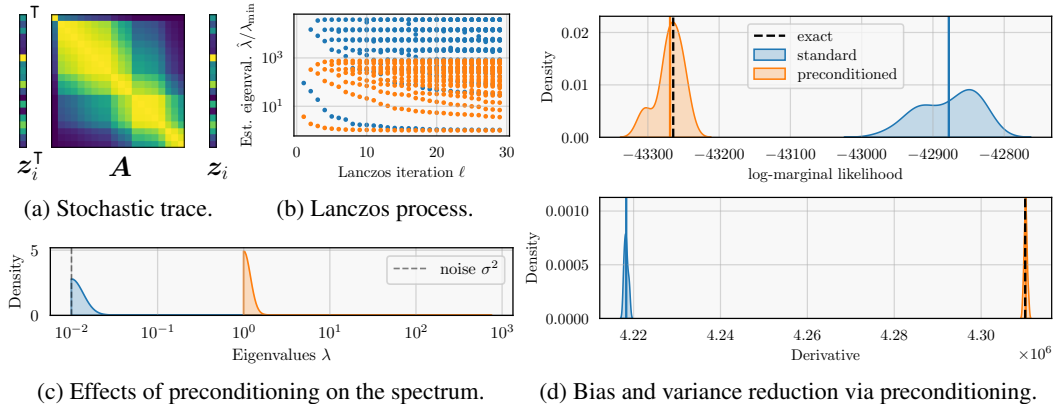 T
z_i^T
A
z_i
(a) Stochastic trace.
Est. eigenval. λ̂/λ_min
10^3
10^1
0
10
20
30
Lanczos iteration ℓ
(b) Lanczos process.
Density
5
0
noise σ^2
10^−2
10^−1
10^0
10^1
10^2
10^3
Eigenvalues λ
(c) Effects of preconditioning on the spectrum.
Density
0.02
0.01
0.00
exact
standard
preconditioned
−43300
−43200
−43100
−43000
−42900
−42800
log-marginal likelihood
Density
0.0010
0.0005
0.0000
4.22
4.24
4.26
4.28
4.30
×10^6
Derivative
(d) Bias and variance reduction via preconditioning.